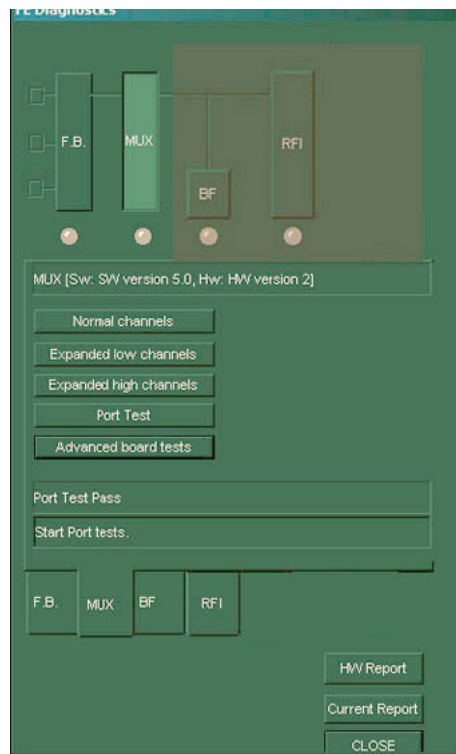 FE Diagnostics
F.B.
MUX
RFI
BF
MUX [Sw: SW version 5.0, Hw: HW version 2]
Normal channels
Expanded low channels
Expanded high channels
Port Test
Advanced board tests
Port Test Pass
Start Port tests.
F.B. MUX BF RFI
HW Report
Current Report
CLOSE